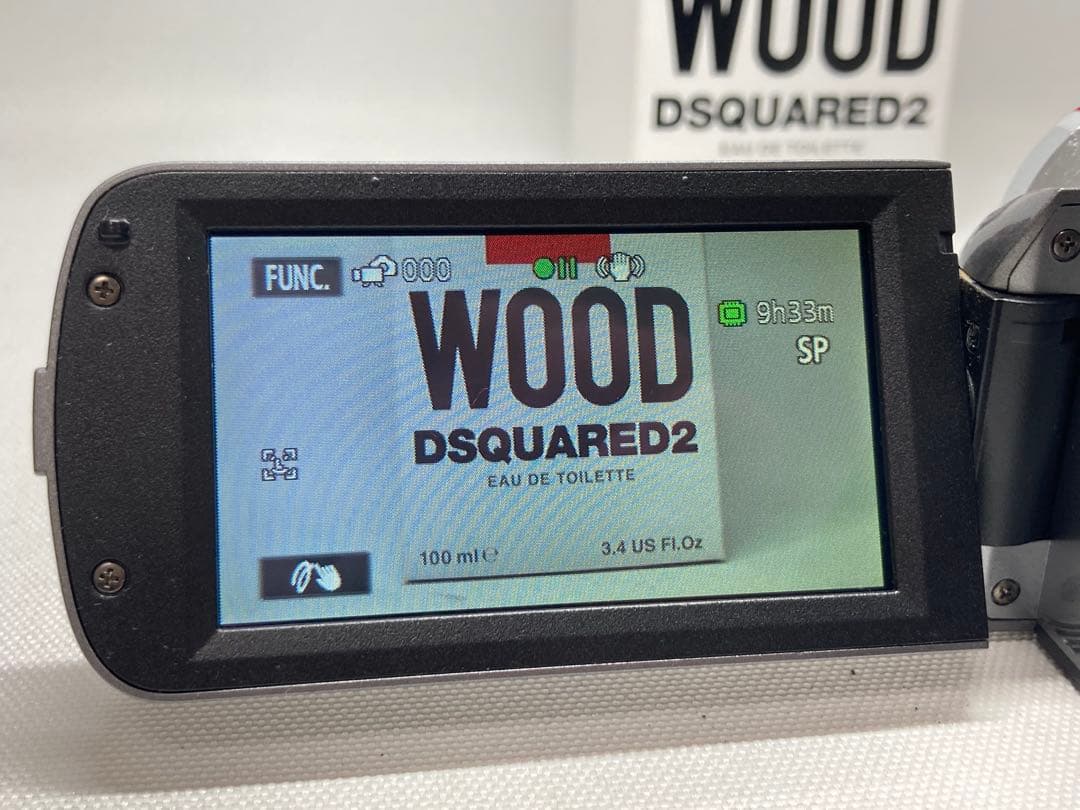 WOOD
DSQUARED2
EAU DE TOILETTE
FUNC.
000
9h33m
SP
WOOD
DSQUARED2
EAU DE TOILETTE
100 ml ℮
3.4 US Fl.Oz